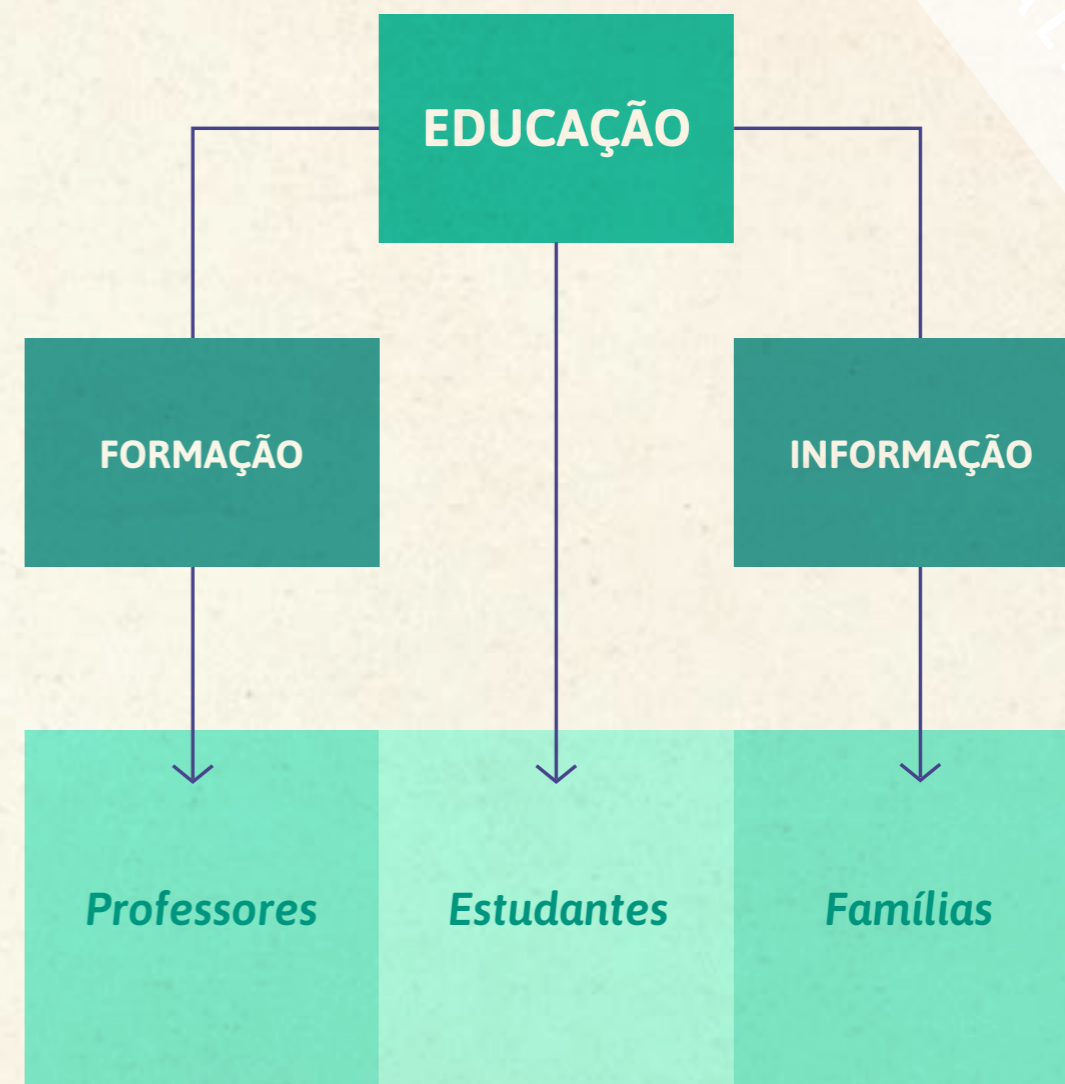 EDUCAÇÃO
FORMAÇÃO
INFORMAÇÃO
Professores
Estudantes
Famílias